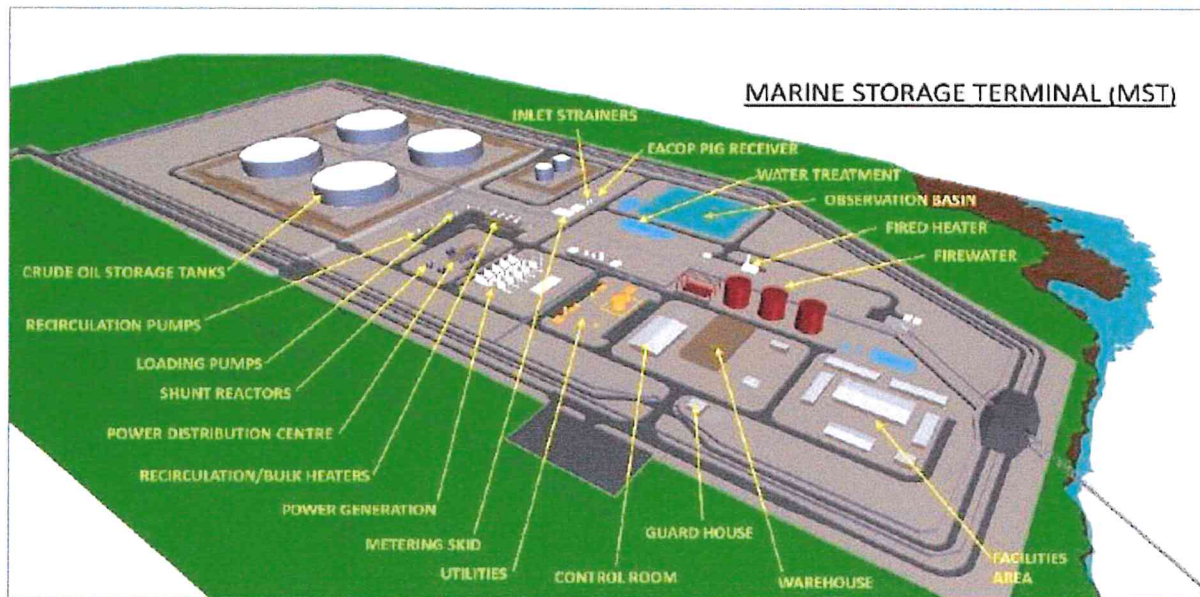 MARINE STORAGE TERMINAL (MST)
INLET STRAINERS
EACOP PIG RECEIVER
WATER TREATMENT
OBSERVATION BASIN
FIRED HEATER
FIREWATER
CRUDE OIL STORAGE TANKS
RECIRCULATION PUMPS
LOADING PUMPS
SHUNT REACTORS
POWER DISTRIBUTION CENTRE
RECIRCULATION/BULK HEATERS
POWER GENERATION
METERING SKID
UTILITIES
CONTROL ROOM
GUARD HOUSE
WAREHOUSE
FACILITIES
AREA